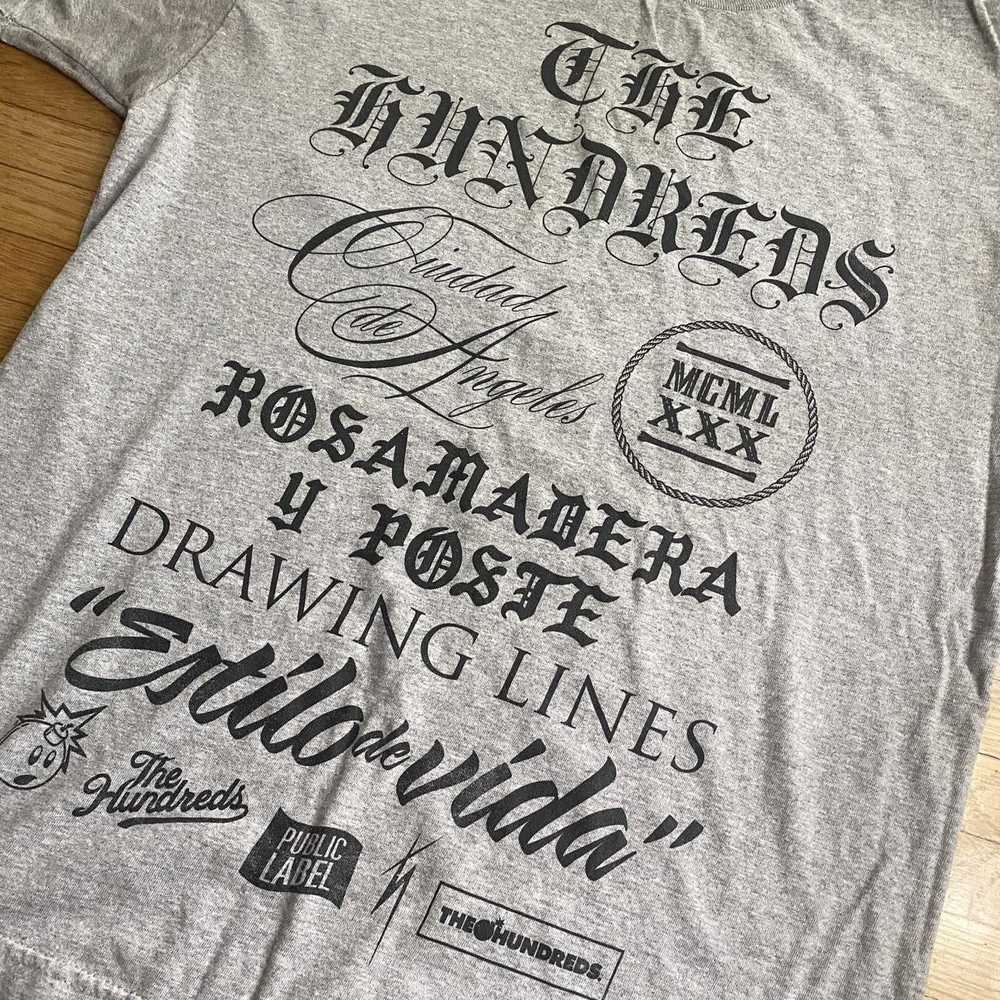 THE
HUNDREDS
Ciudad
de
Angeles
MCML
XXX
ROSAMADERA
y POSTE
DRAWING LINES
"Estilo de vida"
The
Hundreds
PUBLIC
LABEL
THE HUNDREDS.